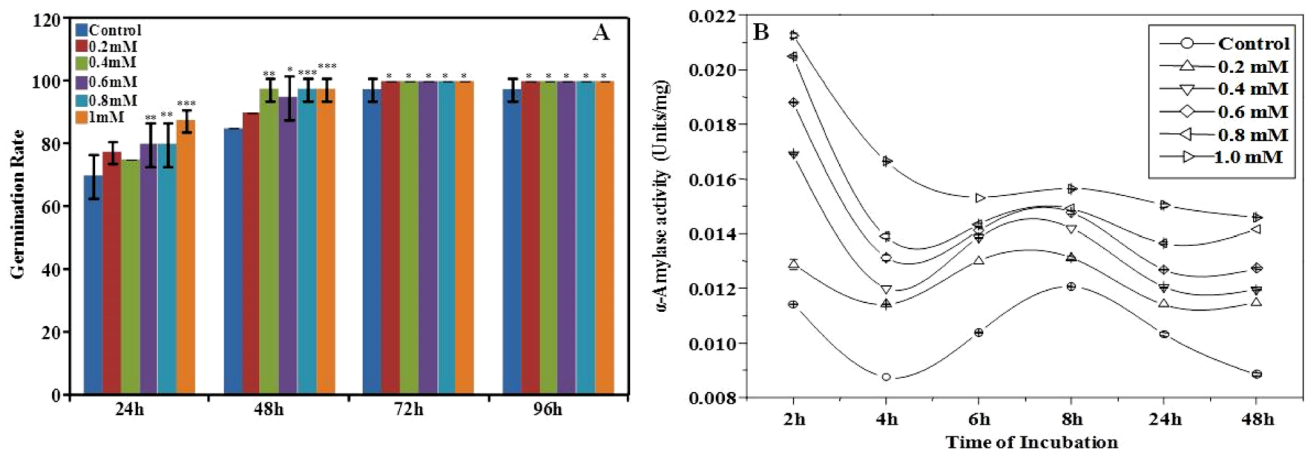 A
Germination Rate
120
100
80
60
40
20
0
Control
0.2mM
0.4mM
0.6mM
0.8mM
1mM
** ** ***
** * *** ***
* * * * *
* * * * *
24h 48h 72h 96h
B
α-Amylase activity (Units/mg)
0.022
0.020
0.018
0.016
0.014
0.012
0.010
0.008
Control
0.2 mM
0.4 mM
0.6 mM
0.8 mM
1.0 mM
2h 4h 6h 8h 24h 48h
Time of Incubation